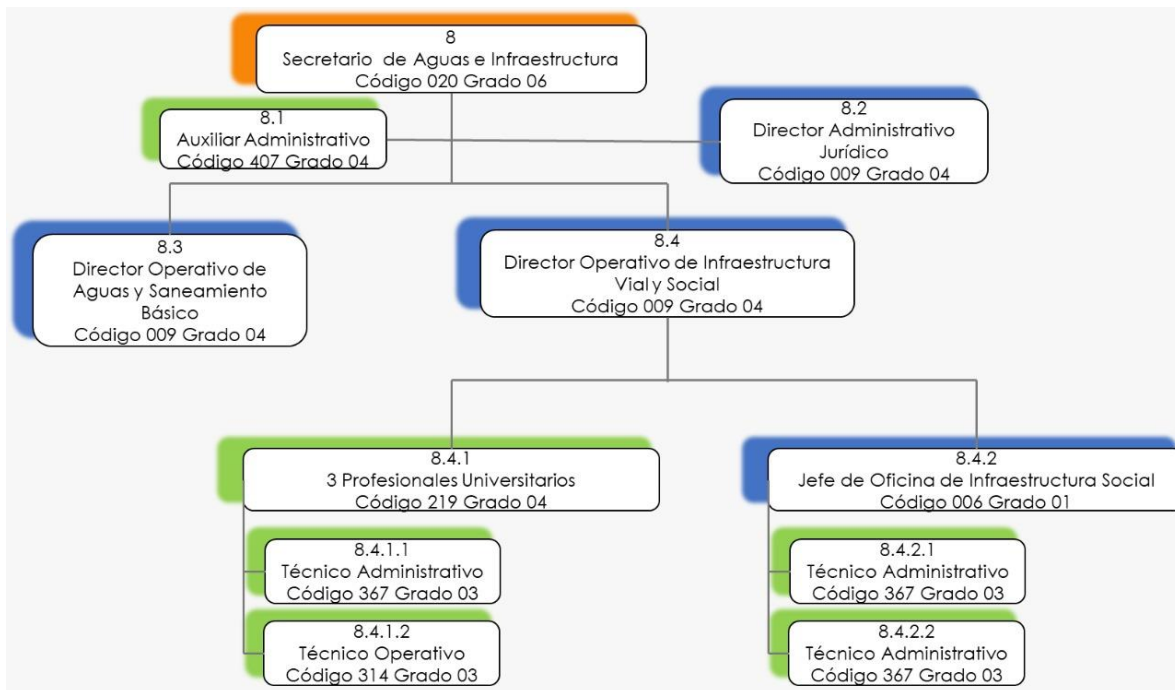 8
Secretario de Aguas e Infraestructura
Código 020 Grado 06
8.1
Auxiliar Administrativo
Código 407 Grado 04
8.2
Director Administrativo
Jurídico
Código 009 Grado 04
8.3
Director Operativo de
Aguas y Saneamiento
Básico
Código 009 Grado 04
8.4
Director Operativo de Infraestructura
Vial y Social
Código 009 Grado 04
8.4.1
3 Profesionales Universitarios
Código 219 Grado 04
8.4.2
Jefe de Oficina de Infraestructura Social
Código 006 Grado 01
8.4.1.1
Técnico Administrativo
Código 367 Grado 03
8.4.1.2
Técnico Operativo
Código 314 Grado 03
8.4.2.1
Técnico Administrativo
Código 367 Grado 03
8.4.2.2
Técnico Administrativo
Código 367 Grado 03